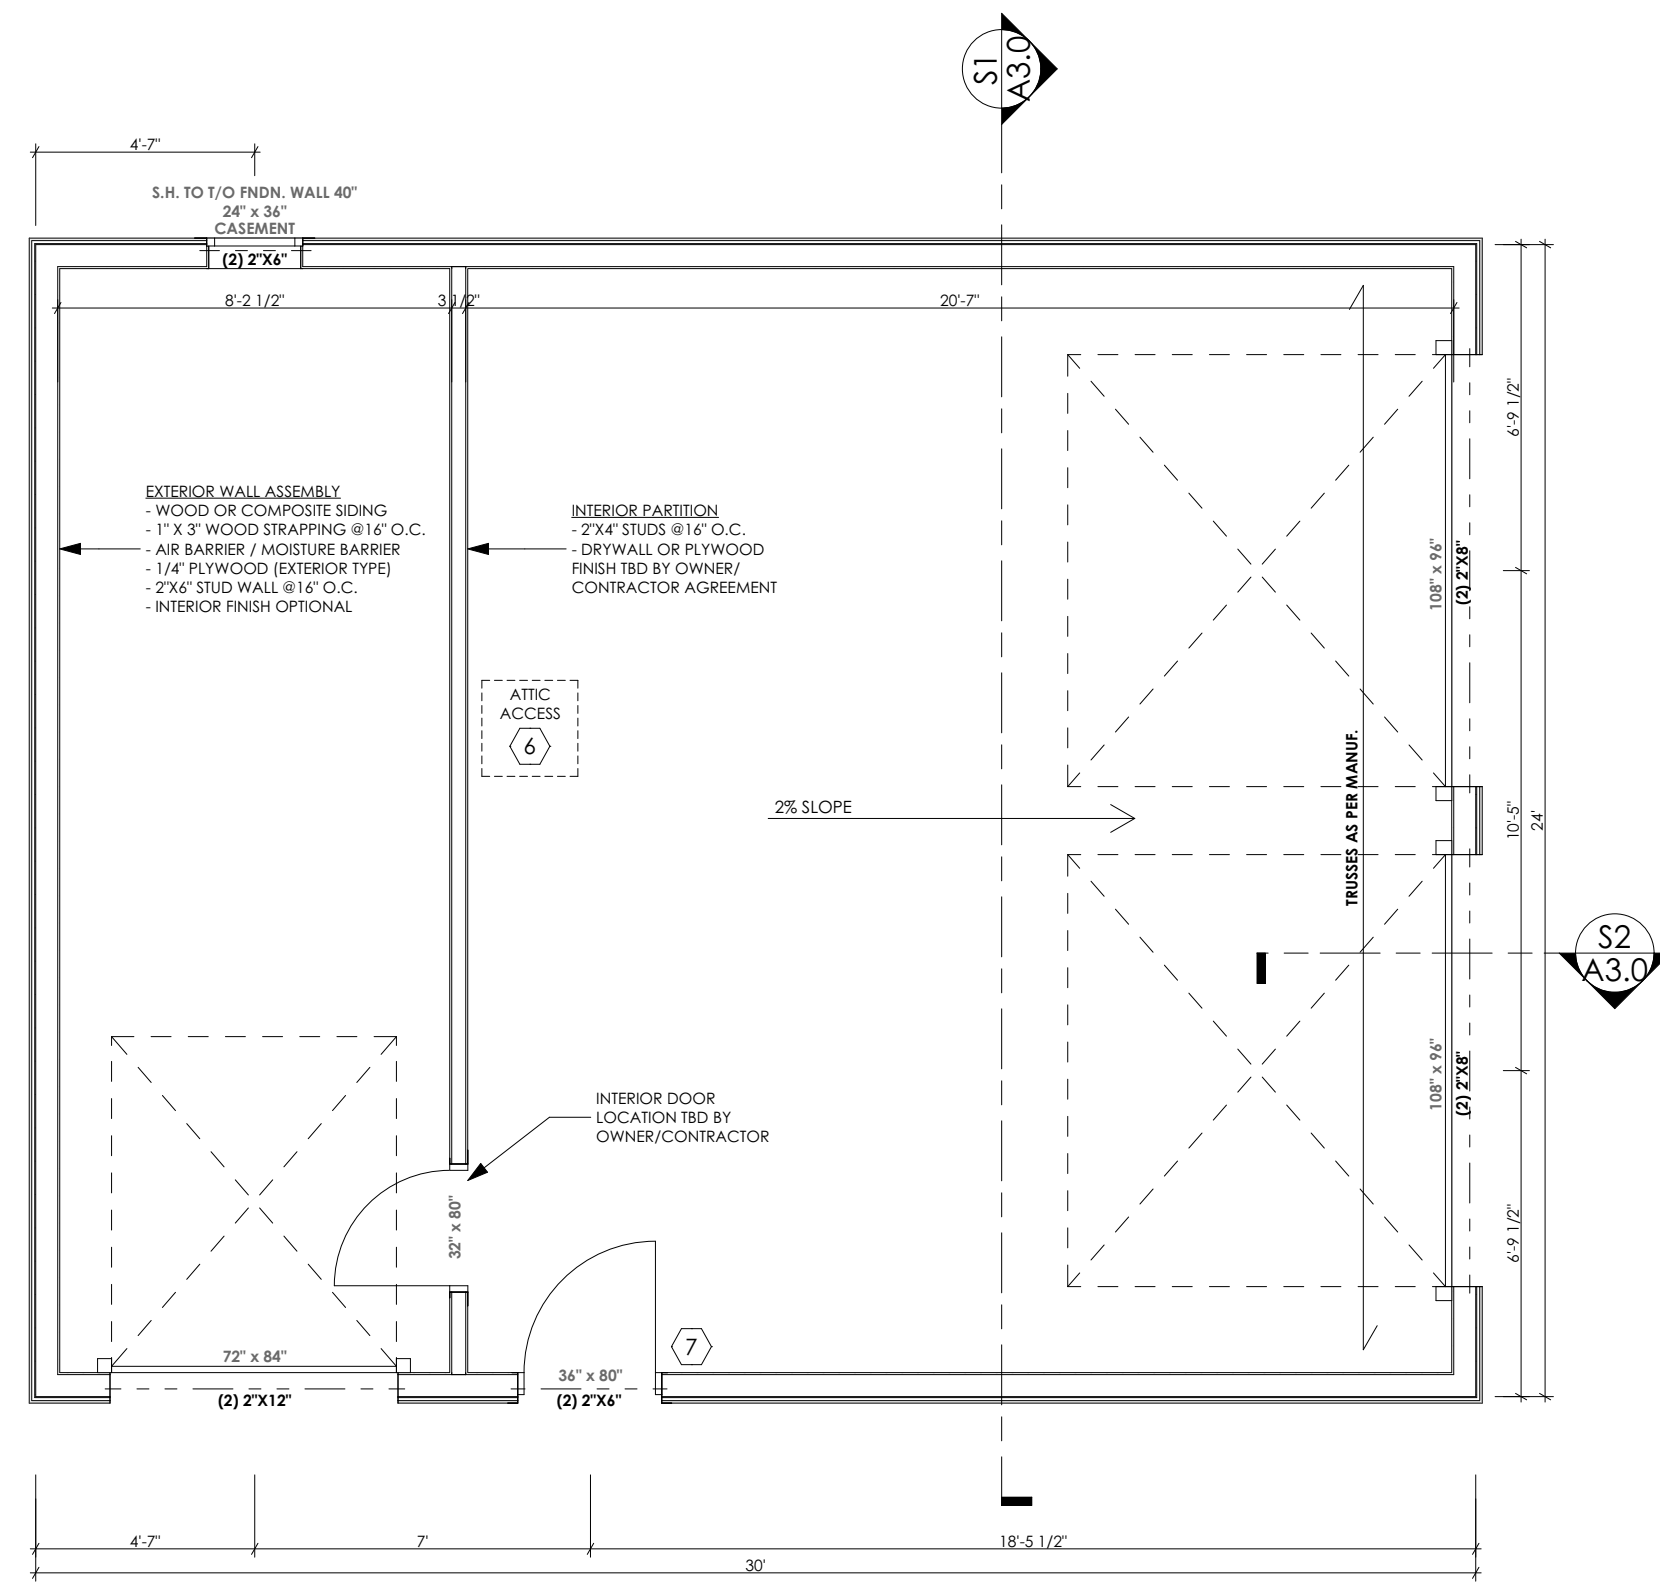 S1
A3.0
4'-7"
S.H. TO T/O FNDN. WALL 40"
24" x 36"
CASEMENT
(2) 2"X6"
8'-2 1/2"
3 1/2"
20'-7"
6'-9 1/2"
EXTERIOR WALL ASSEMBLY
- WOOD OR COMPOSITE SIDING
- 1" X 3" WOOD STRAPPING @16" O.C.
- AIR BARRIER / MOISTURE BARRIER
- 1/4" PLYWOOD (EXTERIOR TYPE)
- 2"X6" STUD WALL @16" O.C.
- INTERIOR FINISH OPTIONAL
INTERIOR PARTITION
- 2"X4" STUDS @16" O.C.
- DRYWALL OR PLYWOOD
FINISH TBD BY OWNER/
CONTRACTOR AGREEMENT
108" x 96"
(2) 2"X8"
ATTIC
ACCESS
6
2% SLOPE
TRUSSES AS PER MANUF.
10'-5"
24'
S2
A3.0
108" x 96"
(2) 2"X8"
INTERIOR DOOR
LOCATION TBD BY
OWNER/CONTRACTOR
32" x 80"
6'-9 1/2"
7
72" x 84"
(2) 2"X12"
36" x 80"
(2) 2"X6"
4'-7"
7'
18'-5 1/2"
30'